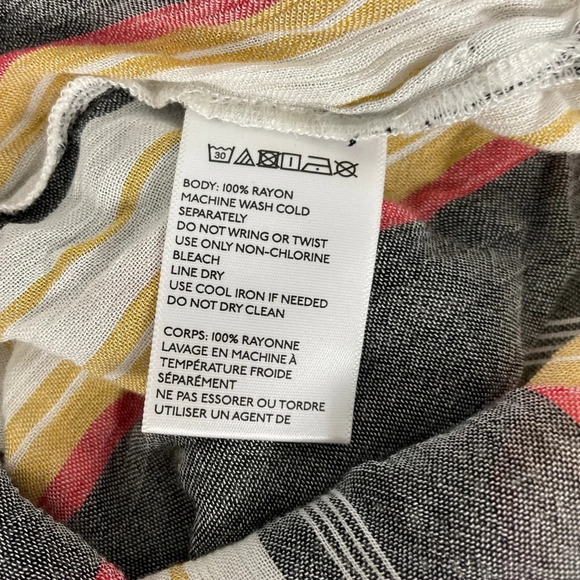 30
BODY: 100% RAYON
MACHINE WASH COLD
SEPARATELY
DO NOT WRING OR TWIST
USE ONLY NON-CHLORINE
BLEACH
LINE DRY
USE COOL IRON IF NEEDED
DO NOT DRY CLEAN
CORPS: 100% RAYONNE
LAVAGE EN MACHINE À
TEMPÉRATURE FROIDE
SÉPARÉMENT
NE PAS ESSORER OU TORDRE
UTILISER UN AGENT DE